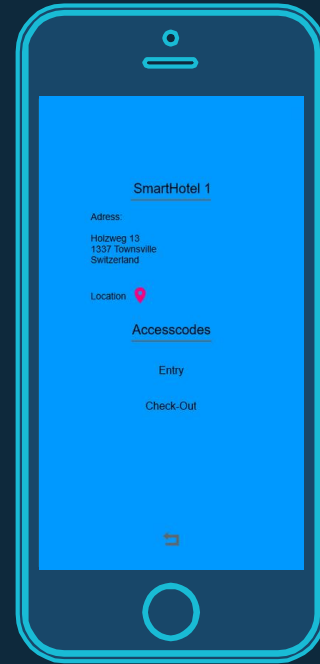 SmartHotel 1
Adress:
Holzweg 13
1337 Townsville
Switzerland
Location
Accesscodes
Entry
Check-Out